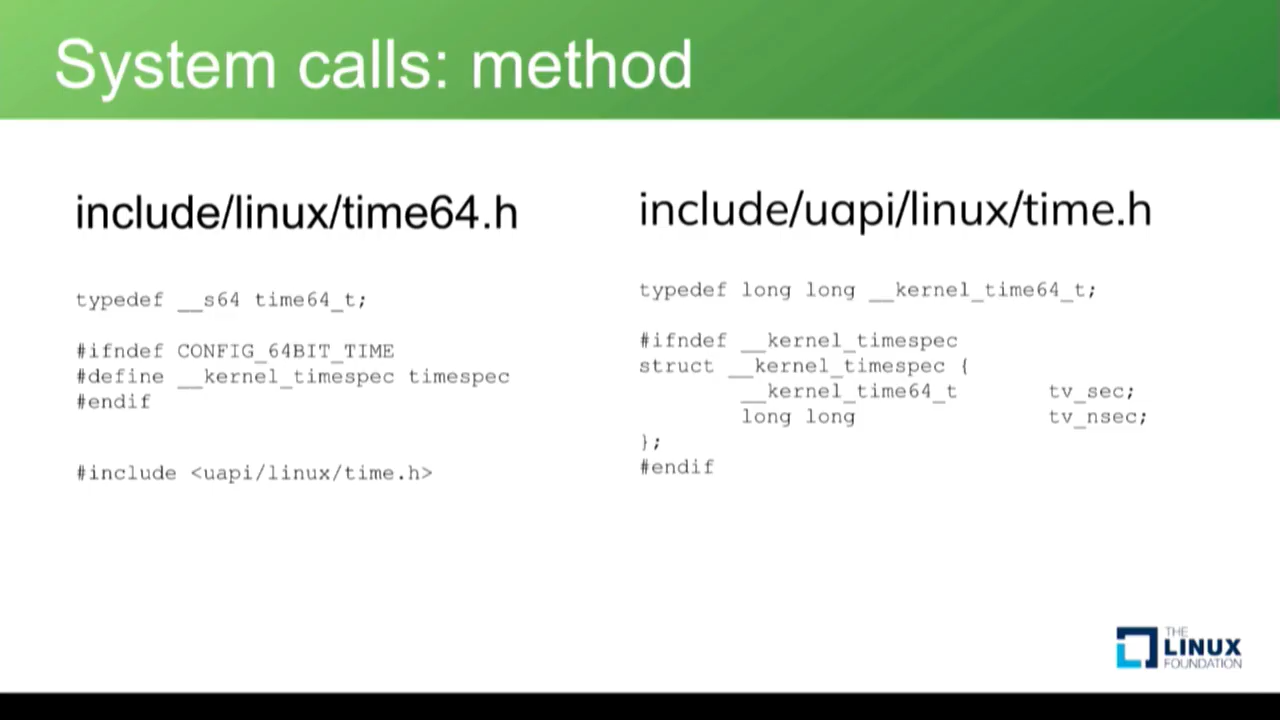 System calls: method
include/linux/time64.h
typedef __s64 time64_t;
#ifndef CONFIG_64BIT_TIME
#define __kernel_timespec timespec
#endif
#include <uapi/linux/time.h>
include/uapi/linux/time.h
typedef long long __kernel_time64_t;
#ifndef __kernel_timespec
struct __kernel_timespec {
__kernel_time64_t tv_sec;
long long tv_nsec;
};
#endif
THE
LINUX
FOUNDATION